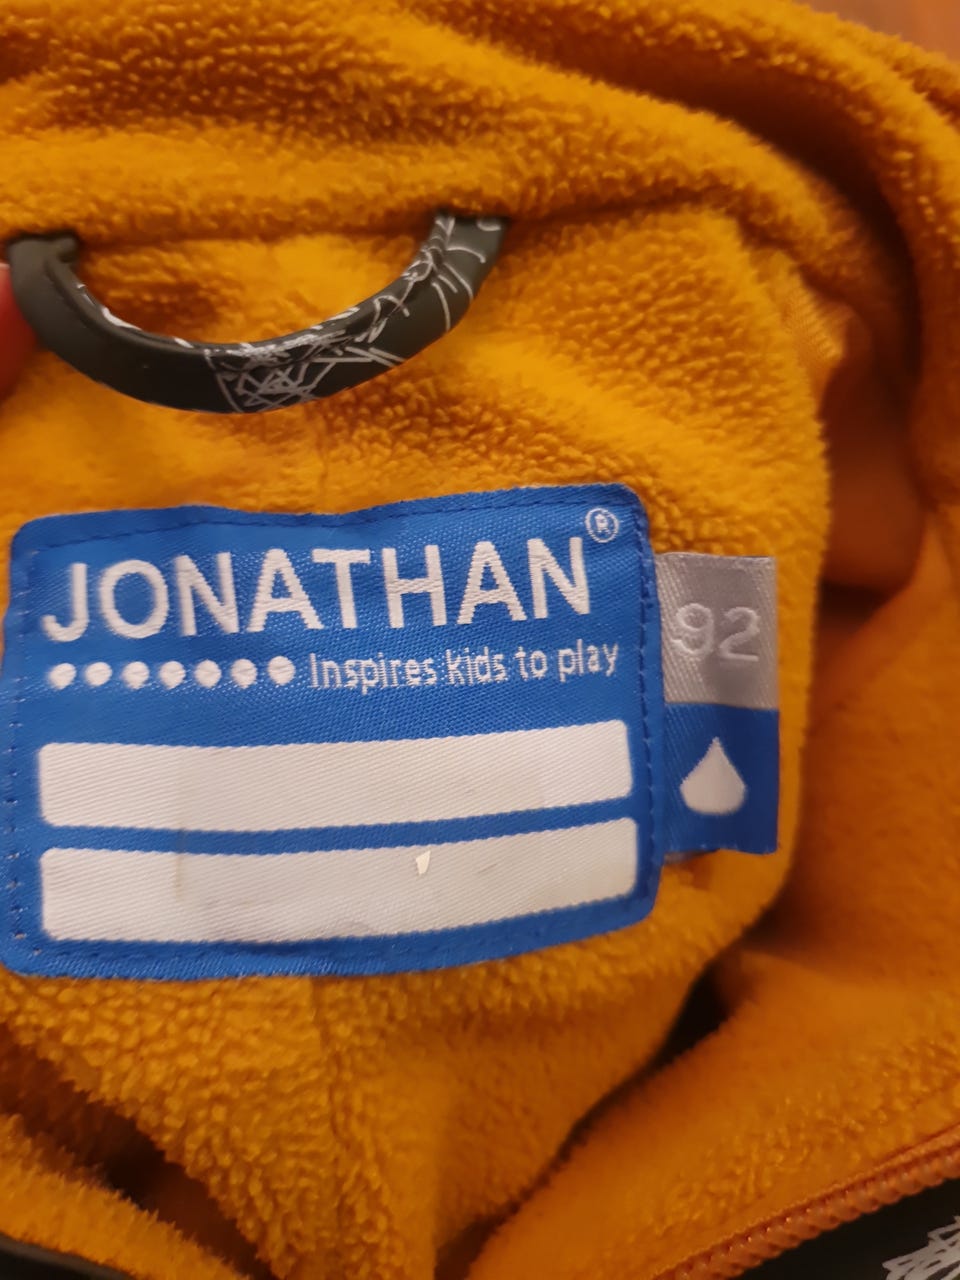 JONATHAN®
Inspires kids to play
92